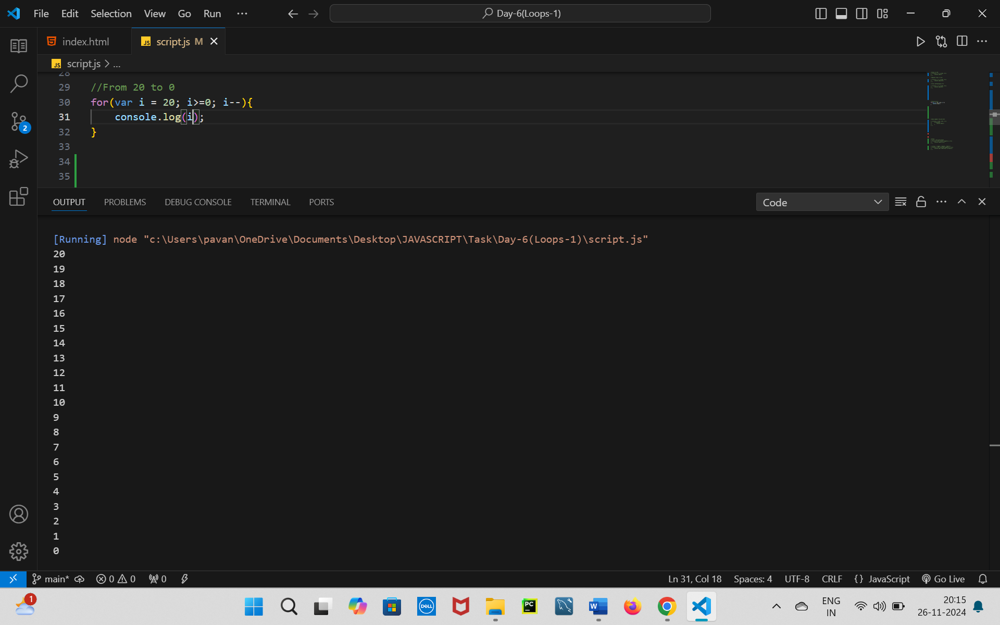 File Edit Selection View Go Run ··· Day-6(Loops-1)
index.html script.js M
JS script.js > ...
28
29 //From 20 to 0
30 for(var i = 20; i>=0; i--){
31 console.log(i);
32 }
33
34
35
OUTPUT PROBLEMS DEBUG CONSOLE TERMINAL PORTS Code
[Running] node "c:\Users\pavan\OneDrive\Documents\Desktop\JAVASCRIPT\Task\Day-6(Loops-1)\script.js"
20
19
18
17
16
15
14
13
12
11
10
9
8
7
6
5
4
3
2
1
0
2
main* 0 0 0 Ln 31, Col 18 Spaces: 4 UTF-8 CRLF {} JavaScript Go Live
1 DELL PC W ENG 20:15
IN 26-11-2024